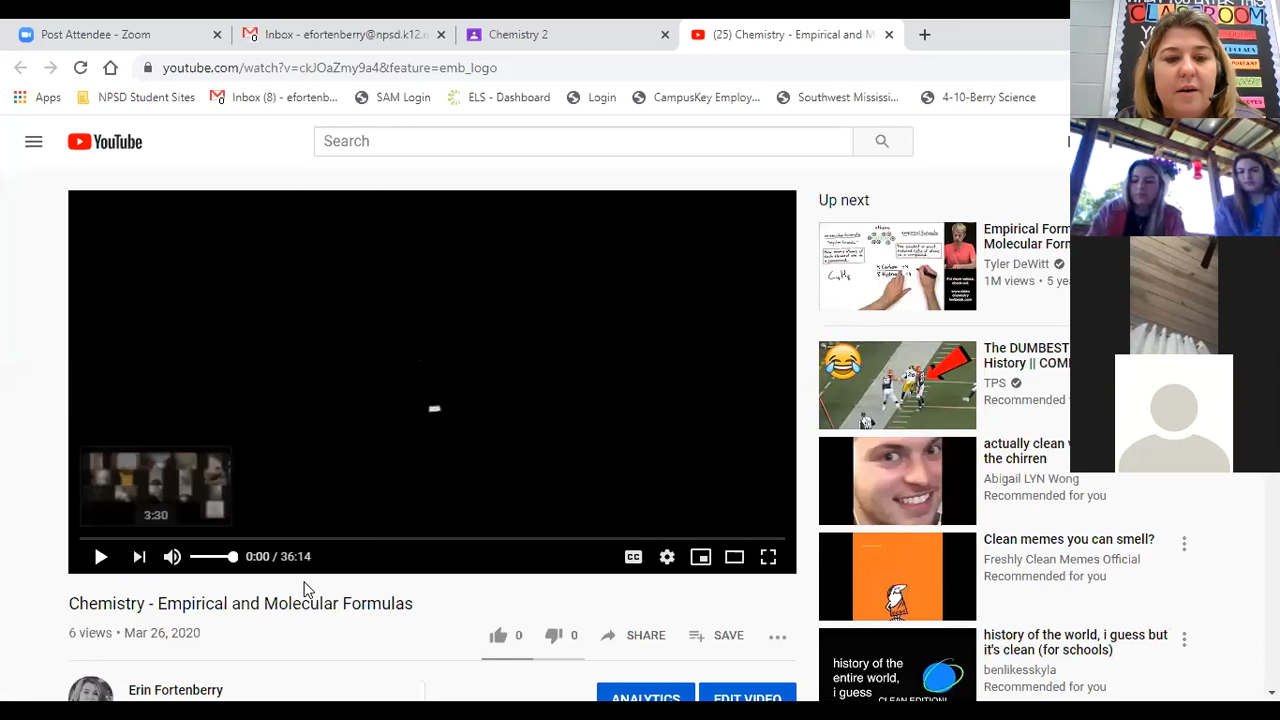 Post Attendee - Zoom
Inbox - efortenberry@npsd.k12.n
Chemistry 2
(25) Chemistry - Empirical and M
youtube.com/watch?v=ckJOaZmy9a4&feature=emb_logo
Apps
NPSD Student Sites
Inbox (8) - efortenb...
SAM Login
ELS - Dashboard
Login
CampusKey Employ...
Southwest Mississi...
4-10-Berry Science
CLASSROOM
YouTube
Search
Up next
Empirical Form
Molecular Form
Tyler DeWitt
1M views • 5 yea
The DUMBEST
History || COM
TPS
Recommended
actually clean
the chirren
Abigail LYN Wong
Recommended for you
Clean memes you can smell?
Freshly Clean Memes Official
Recommended for you
history of the world, i guess but
it's clean (for schools)
benlikesskyla
Recommended for you
history of the
entire world,
i guess
CLEAN EDITION!
3:30
0:00 / 36:14
CC
Chemistry - Empirical and Molecular Formulas
6 views • Mar 26, 2020
0
0
SHARE
SAVE
Erin Fortenberry
ANALYTICS
EDIT VIDEO